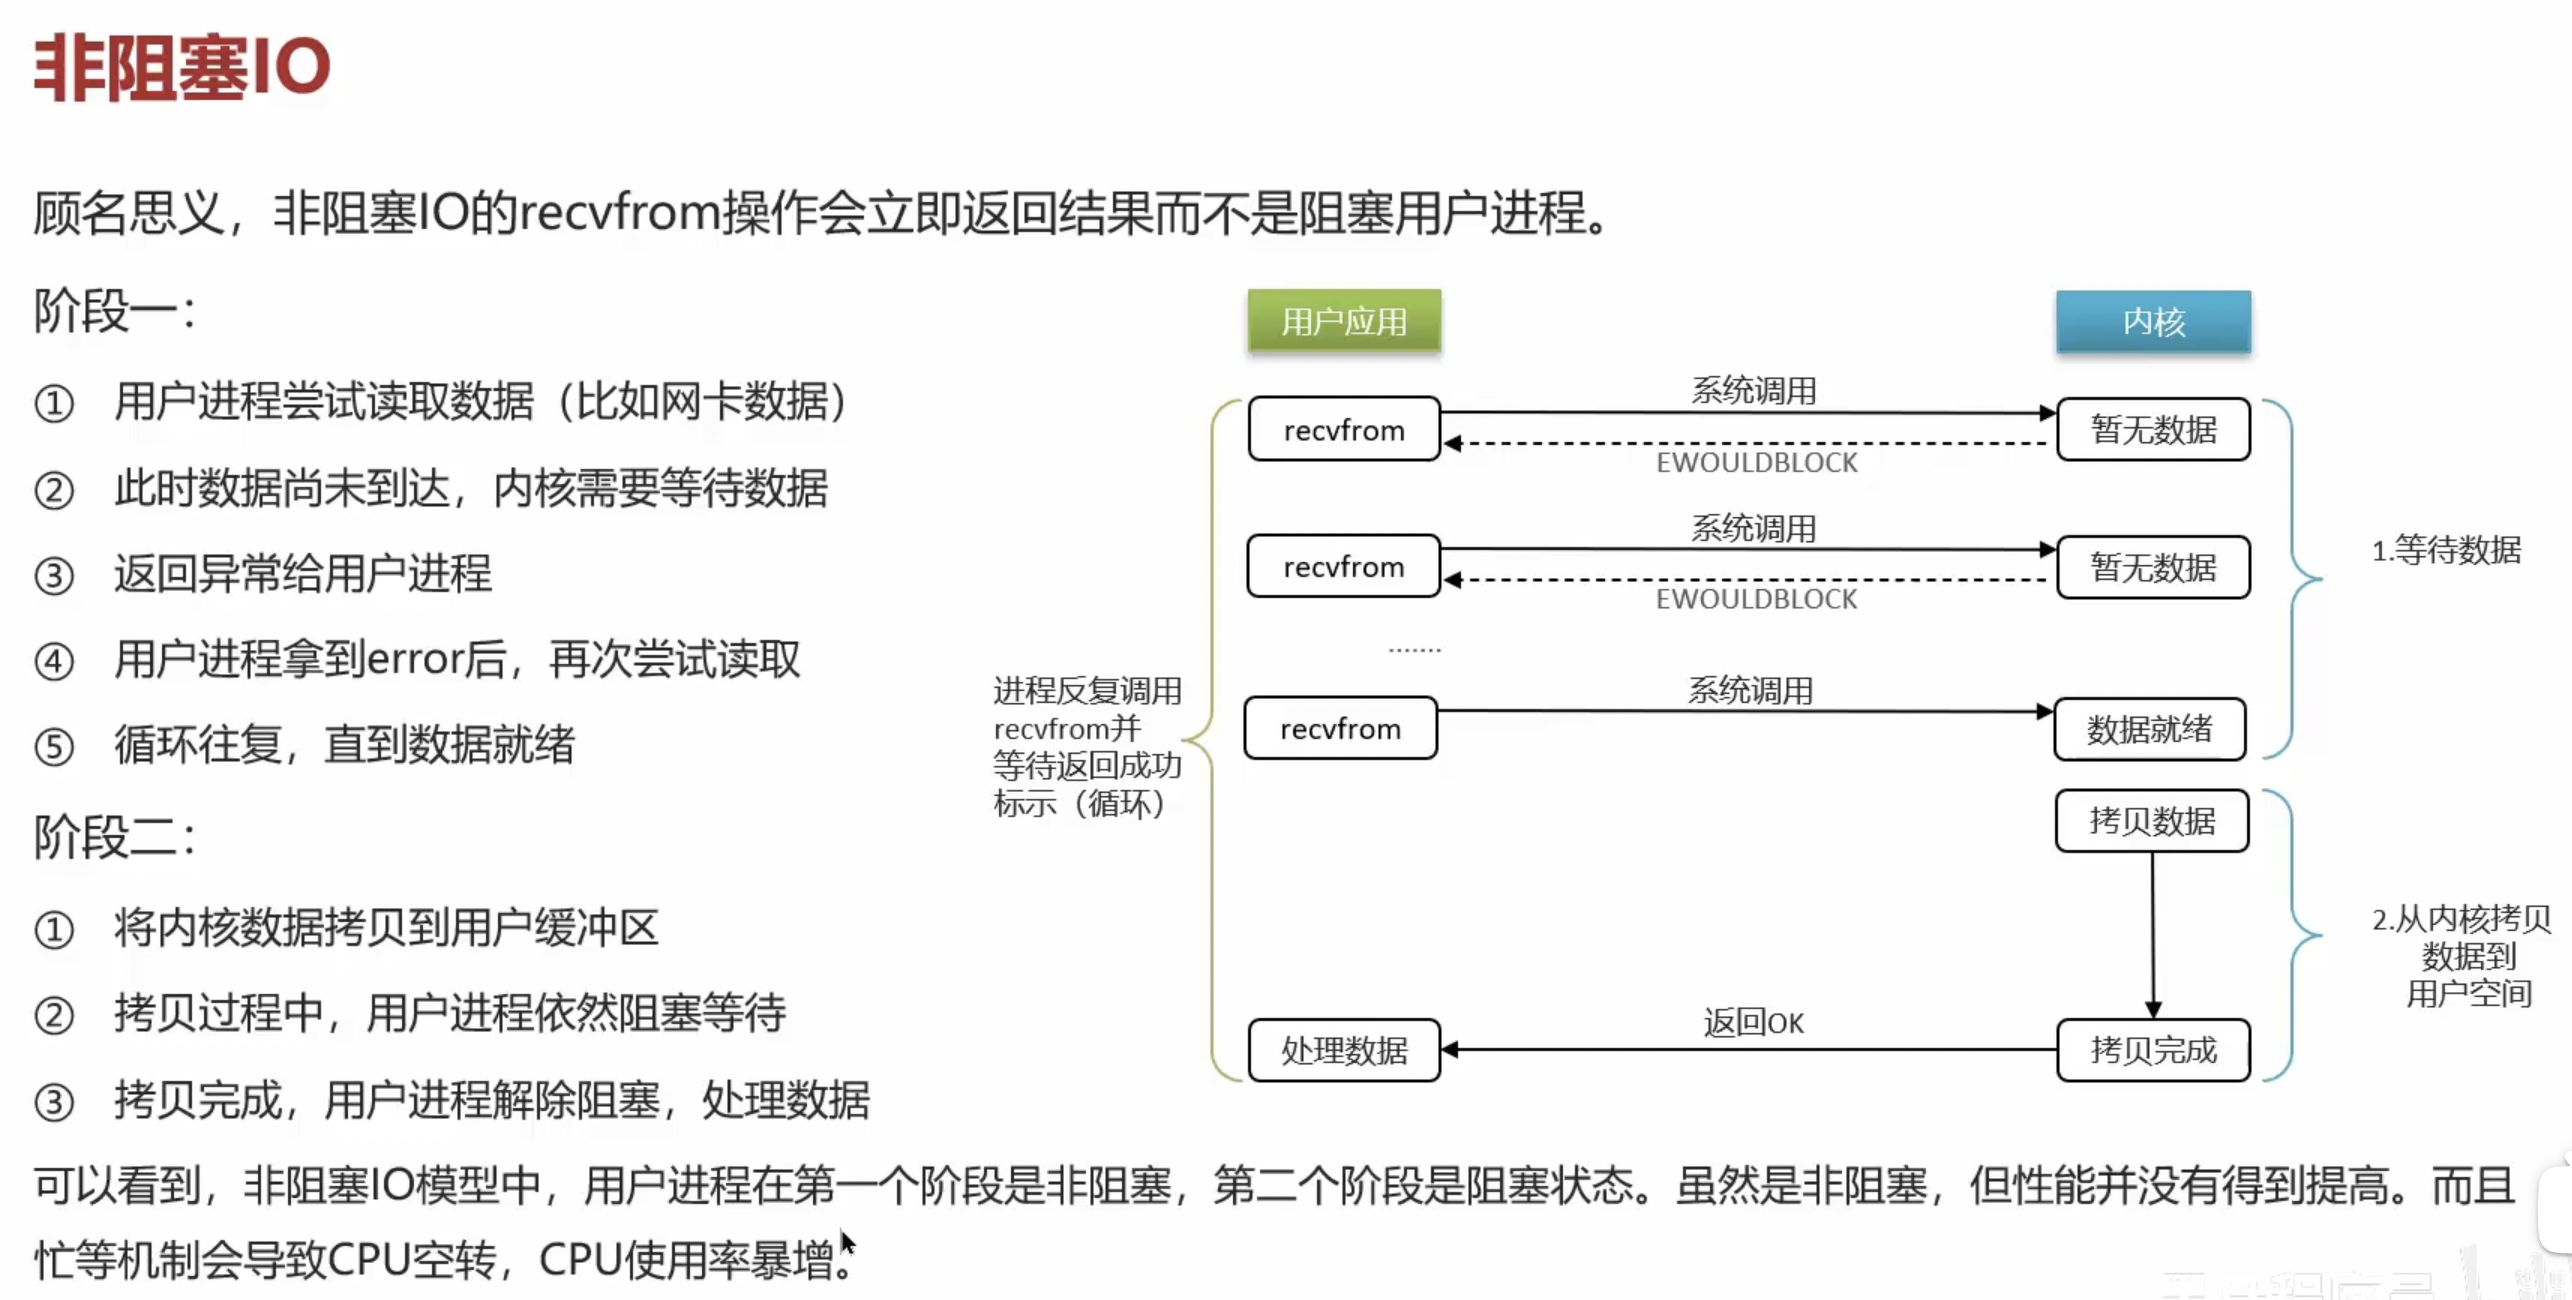 非阻塞IO
顾名思义，非阻塞IO的recvfrom操作会立即返回结果而不是阻塞用户进程。
阶段一：
① 用户进程尝试读取数据（比如网卡数据）
② 此时数据尚未到达，内核需要等待数据
③ 返回异常给用户进程
④ 用户进程拿到error后，再次尝试读取
⑤ 循环往复，直到数据就绪
阶段二：
① 将内核数据拷贝到用户缓冲区
② 拷贝过程中，用户进程依然阻塞等待
③ 拷贝完成，用户进程解除阻塞，处理数据
用户应用
内核
recvfrom
系统调用
EWOULDBLOCK
暂无数据
recvfrom
系统调用
EWOULDBLOCK
暂无数据
.......
recvfrom
系统调用
数据就绪
拷贝数据
处理数据
返回OK
拷贝完成
进程反复调用
recvfrom并
等待返回成功
标示（循环）
1.等待数据
2.从内核拷贝
数据到
用户空间
可以看到，非阻塞IO模型中，用户进程在第一个阶段是非阻塞，第二个阶段是阻塞状态。虽然是非阻塞，但性能并没有得到提高。而且
忙等机制会导致CPU空转，CPU使用率暴增。